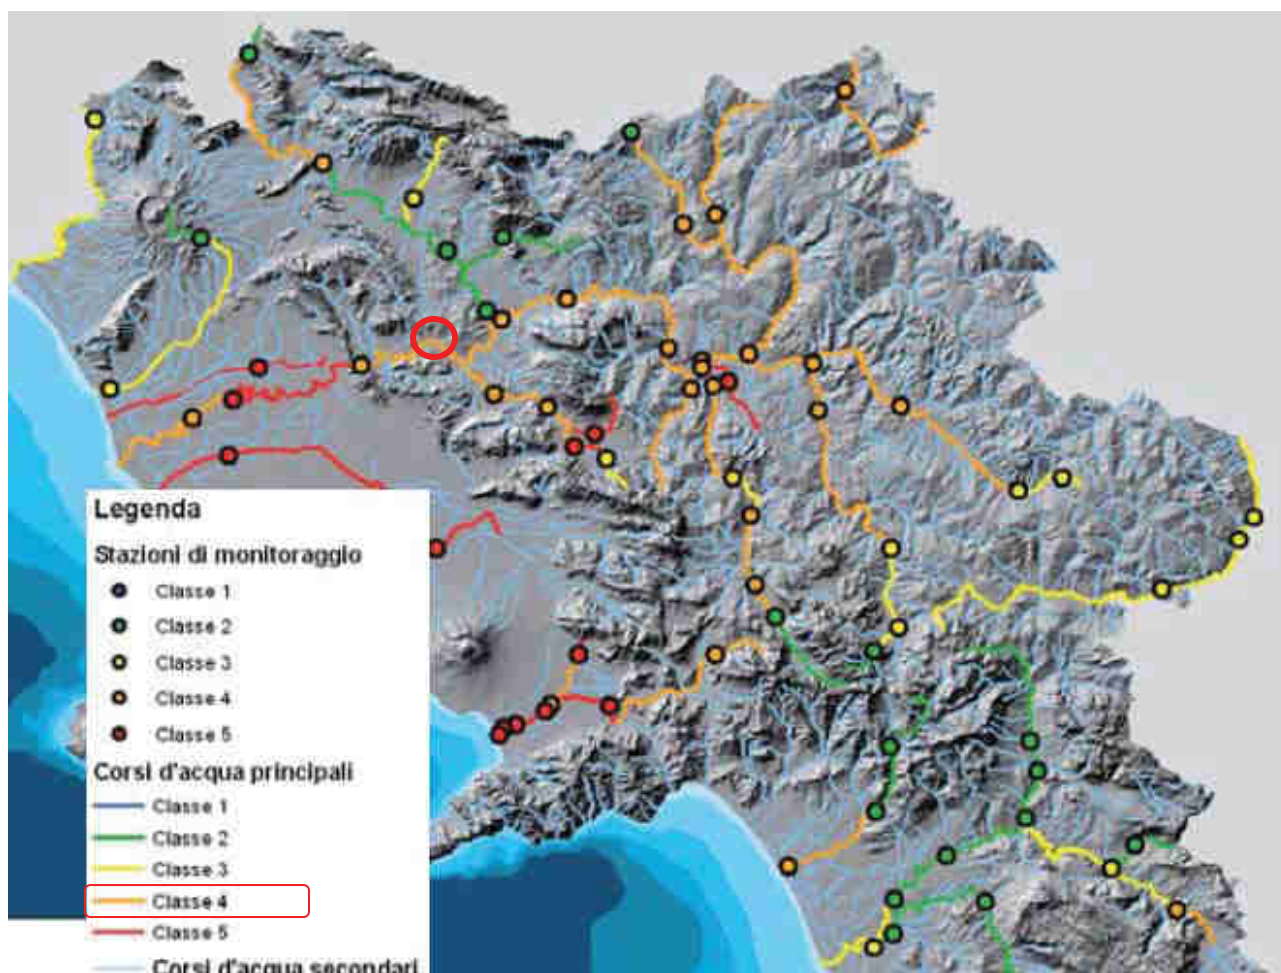 Legenda
Stazioni di monitoraggio
Classe 1
Classe 2
Classe 3
Classe 4
Classe 5
Corsi d'acqua principali
Classe 1
Classe 2
Classe 3
Classe 4
Classe 5
Corsi d'acqua secondari